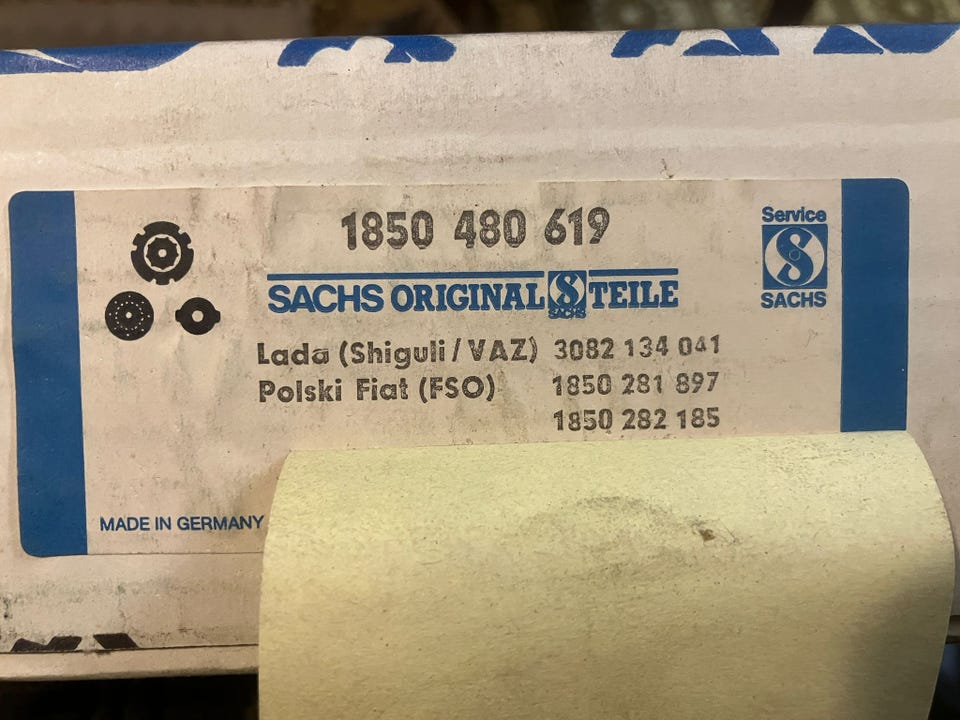 1850 480 619
Service
SACHS
SACHS ORIGINAL SACHS TEILE
Lada (Shiguli / VAZ) 3082 134 041
Polski Fiat (FSO) 1850 281 897
1850 282 185
MADE IN GERMANY